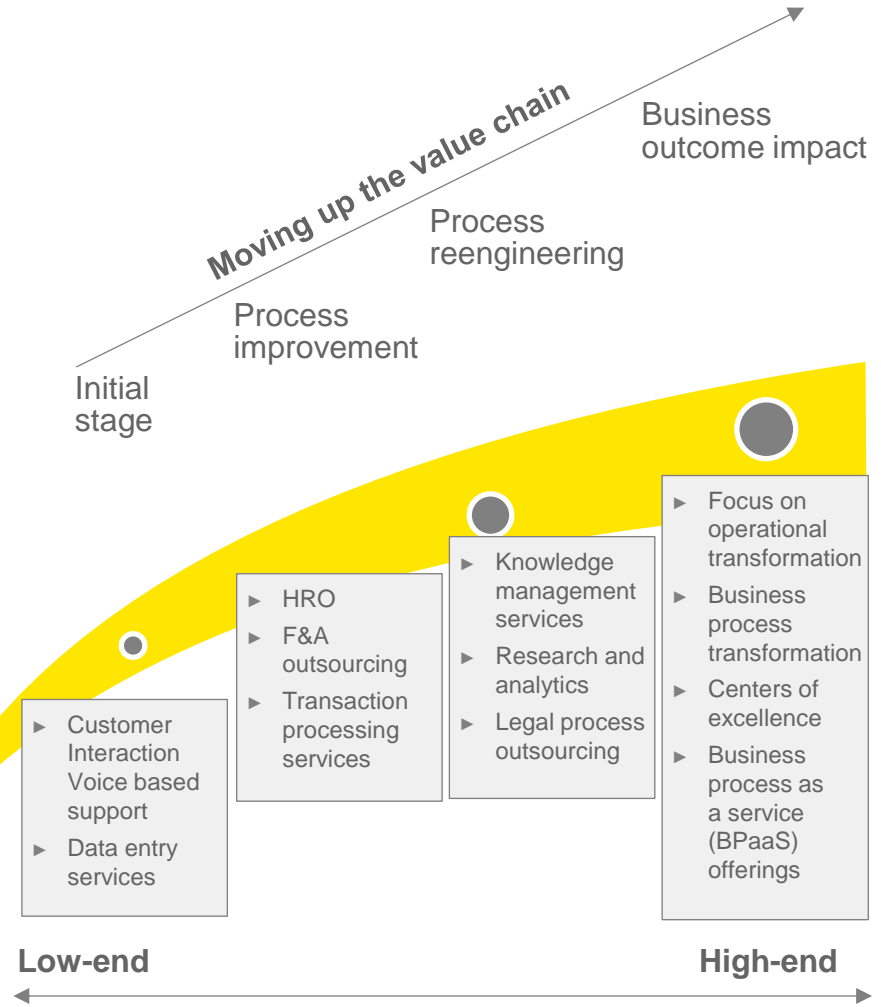 Moving up the value chain
Business
outcome impact
Process
reengineering
Process
improvement
Initial
stage
► Customer
Interaction
Voice based
support
► Data entry
services
► HRO
► F&A
outsourcing
► Transaction
processing
services
► Knowledge
management
services
► Research and
analytics
► Legal process
outsourcing
► Focus on
operational
transformation
► Business
process
transformation
► Centers of
excellence
► Business
process as
a service
(BPaaS)
offerings
Low-end
High-end